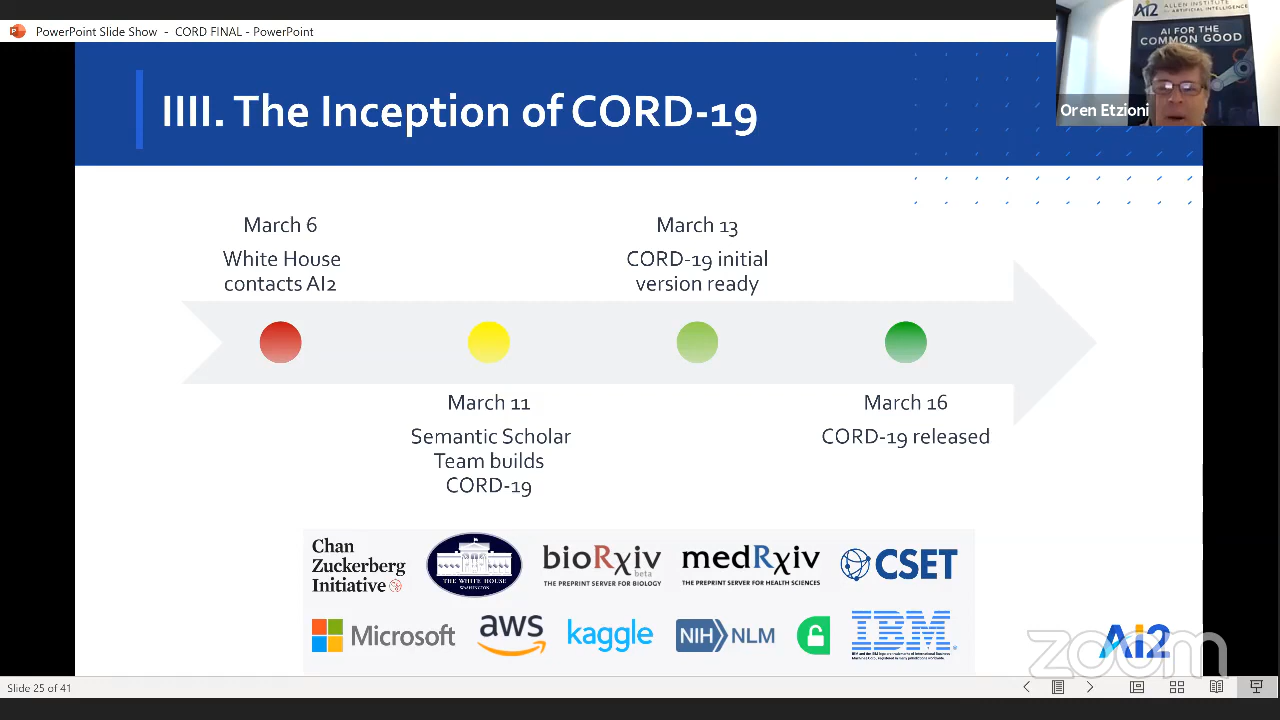 PowerPoint Slide Show - CORD FINAL - PowerPoint
AI2 ALLEN INSTITUTE
for ARTIFICIAL INTELLIGENCE
AI FOR THE
COMMON GOOD
Oren Etzioni
IIII. The Inception of CORD-19
March 6
White House
contacts AI2
March 13
CORD-19 initial
version ready
March 11
Semantic Scholar
Team builds
CORD-19
March 16
CORD-19 released
Chan
Zuckerberg
Initiative
THE WHITE HOUSE
WASHINGTON
bioRχiv
beta
THE PREPRINT SERVER FOR BIOLOGY
medRχiv
THE PREPRINT SERVER FOR HEALTH SCIENCES
CSET
Microsoft
aws
kaggle
NIH NLM
IBM
AI2
zoom
Slide 25 of 41